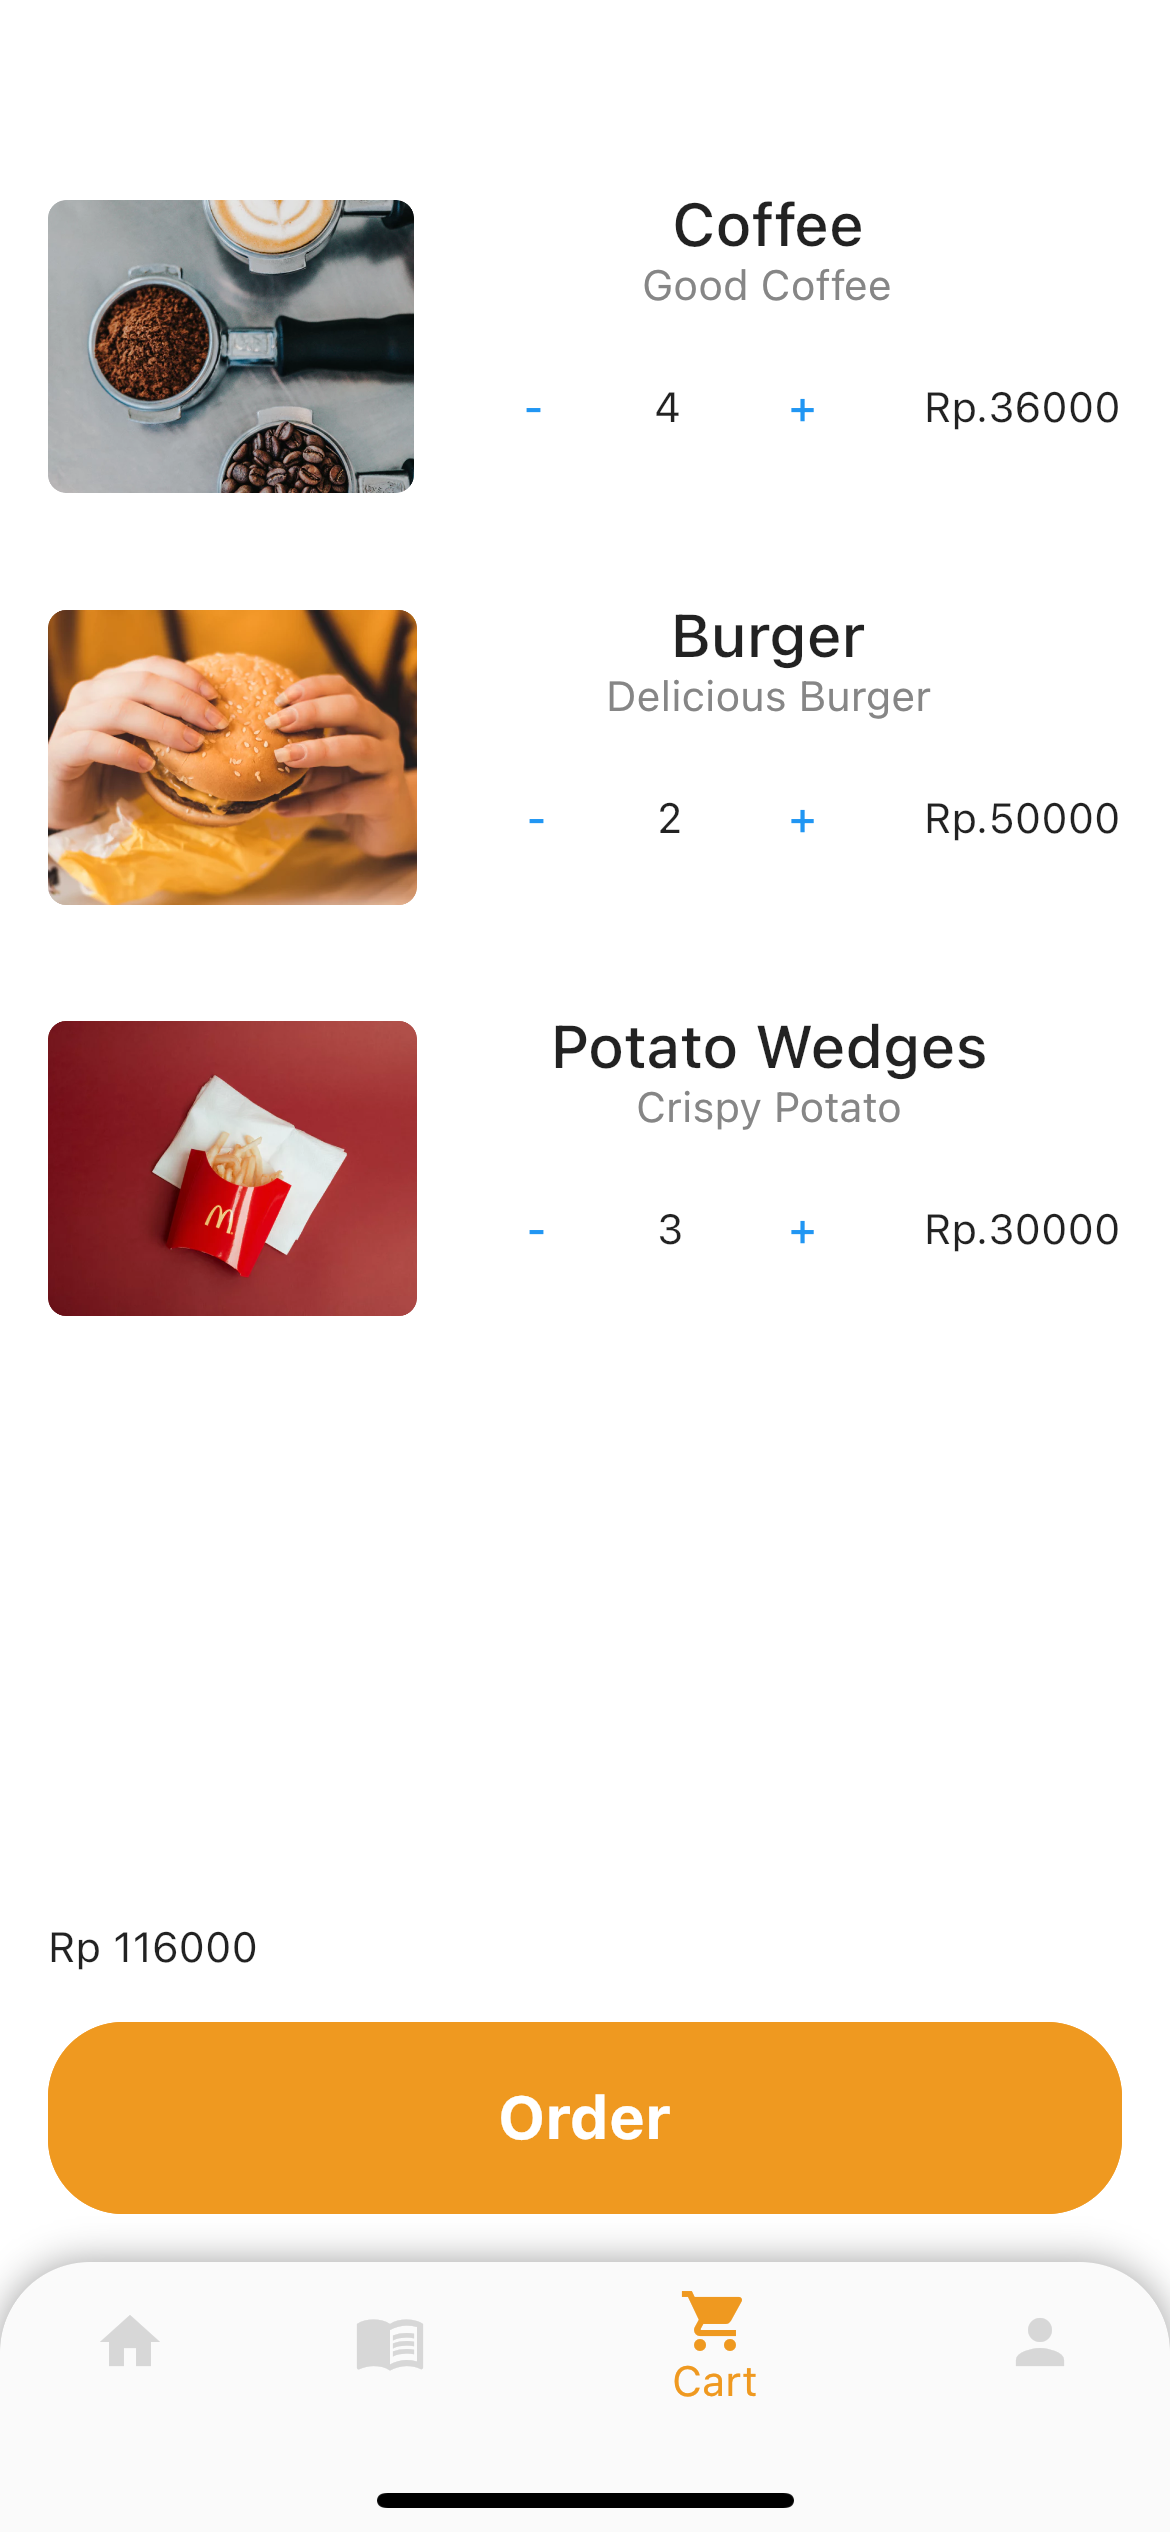 Coffee
Good Coffee
- 4 + Rp.36000
Burger
Delicious Burger
- 2 + Rp.50000
Potato Wedges
Crispy Potato
- 3 + Rp.30000
Rp 116000
Order
Cart